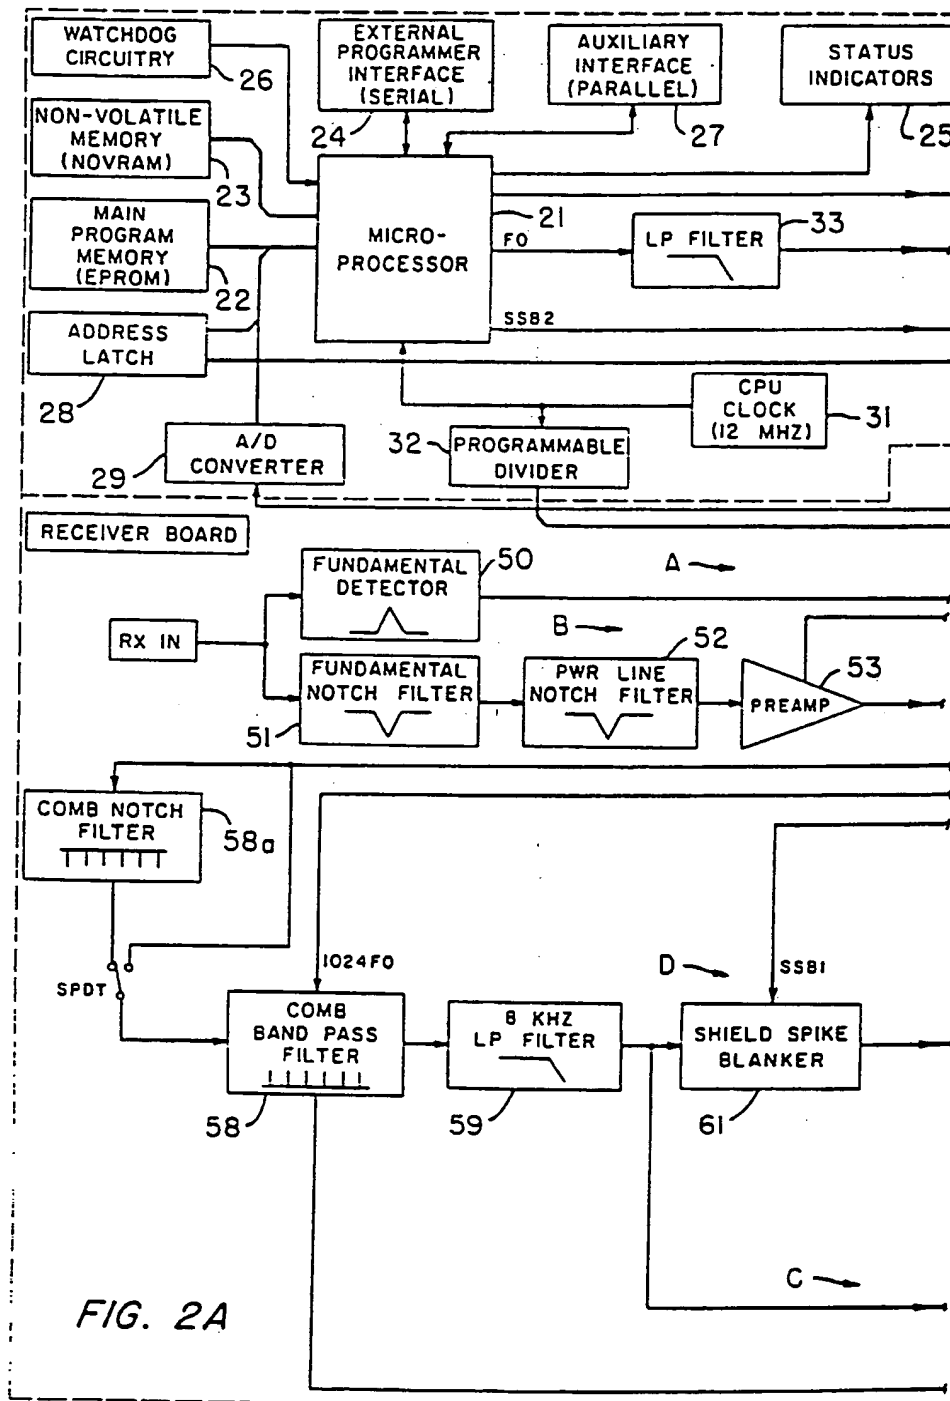 WATCHDOG
CIRCUITRY
26
EXTERNAL
PROGRAMMER
INTERFACE
(SERIAL)
24
AUXILIARY
INTERFACE
(PARALLEL)
27
STATUS
INDICATORS
25
NON-VOLATILE
MEMORY
(NOVRAM)
23
MAIN
PROGRAM
MEMORY
(EPROM)
22
MICRO-
PROCESSOR
21
FO
LP FILTER
33
SSB2
ADDRESS
LATCH
28
CPU
CLOCK
(12 MHZ)
31
A/D
CONVERTER
29
32
PROGRAMMABLE
DIVIDER
RECEIVER BOARD
FUNDAMENTAL
DETECTOR
50
A
RX IN
B
FUNDAMENTAL
NOTCH FILTER
51
PWR LINE
NOTCH FILTER
52
PREAMP
53
COMB NOTCH
FILTER
58a
SPDT
1024FO
D
SSB1
COMB
BAND PASS
FILTER
58
8 KHZ
LP FILTER
59
SHIELD SPIKE
BLANKER
61
C
FIG. 2A